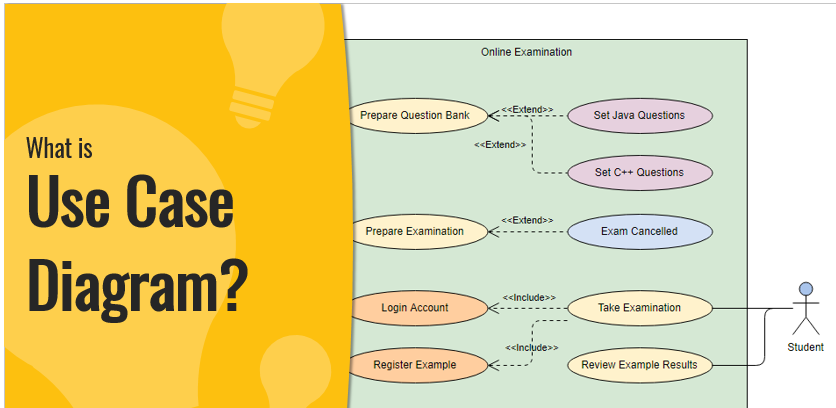 What is
Use Case
Diagram?
Online Examination
Prepare Question Bank
<<Extend>>
Set Java Questions
<<Extend>>
Set C++ Questions
Prepare Examination
<<Extend>>
Exam Cancelled
Login Account
<<Include>>
Take Examination
Student
<<Include>>
Register Example
Review Example Results